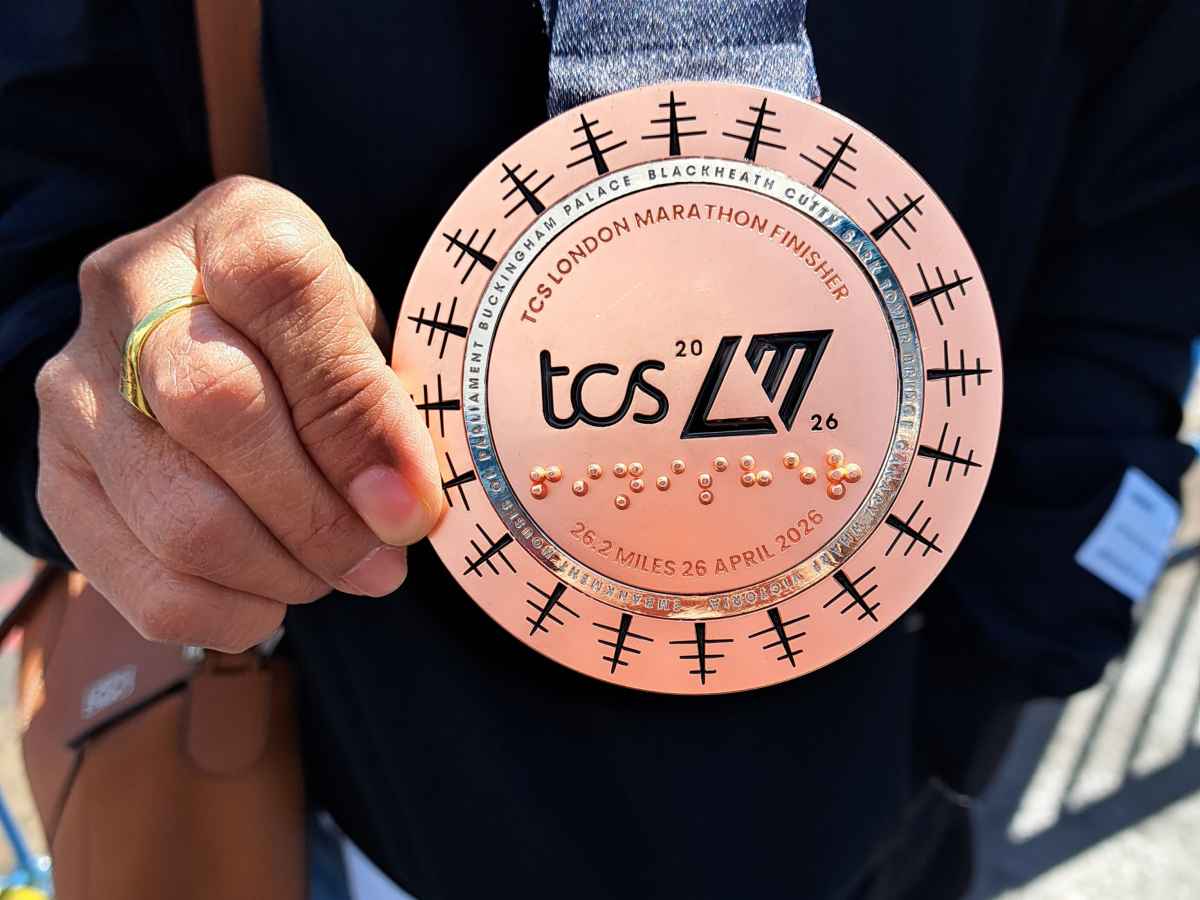 BLACKHEATH CUTTY SARK TOWER BRIDGE CANARY WHARF VICTORIA EMBANKMENT HOUSES OF PARLIAMENT BUCKINGHAM PALACE
TCS LONDON MARATHON FINISHER
tcs 20 LM 26
26.2 MILES 26 APRIL 2026